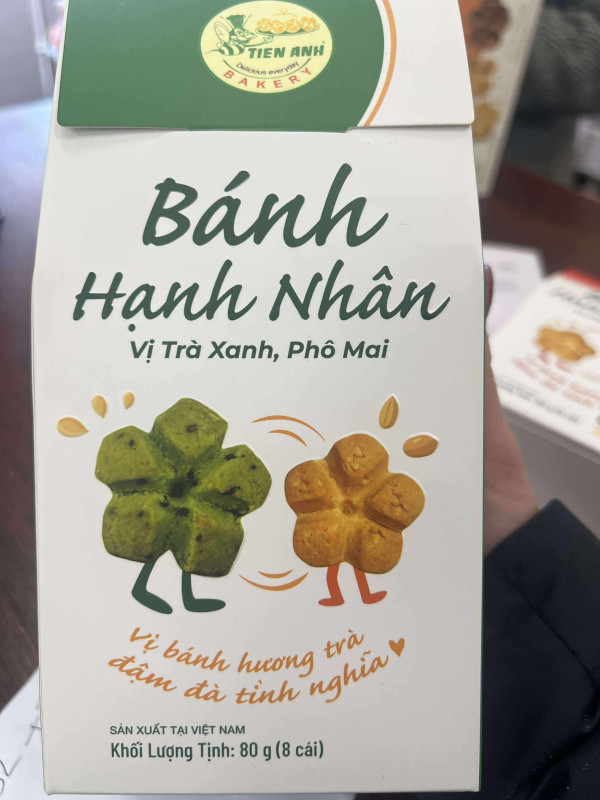 TIEN ANH
Delicious everyday
BAKERY
Bánh
Hạnh Nhân
Vị Trà Xanh, Phô Mai
Vị bánh hương trà
đậm đà tình nghĩa
SẢN XUẤT TẠI VIỆT NAM
Khối Lượng Tịnh: 80 g (8 cái)